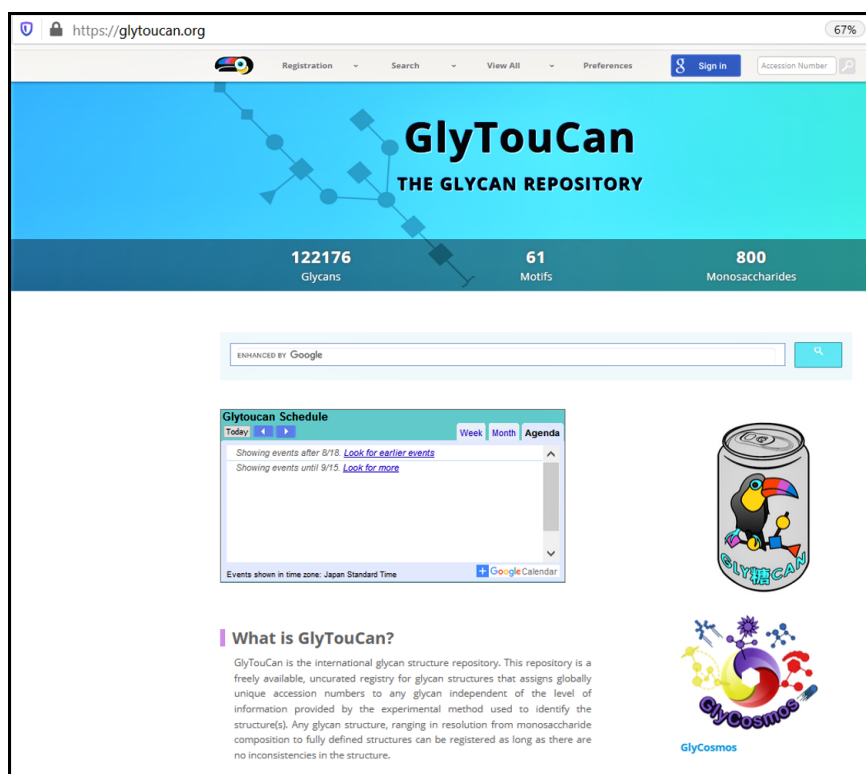 https://glytoucan.org
67%
Registration
Search
View All
Preferences
8 Sign in
Accession Number
GlyTouCan
THE GLYCAN REPOSITORY
122176
Glycans
61
Motifs
800
Monosaccharides
ENHANCED BY Google
Glytoucan Schedule
Today
Week
Month
Agenda
Showing events after 8/18. Look for earlier events
Showing events until 9/15. Look for more
Events shown in time zone: Japan Standard Time
Google Calendar
GLY糖CAN
What is GlyTouCan?
GlyTouCan is the international glycan structure repository. This repository is a
freely available, uncurated registry for glycan structures that assigns globally
unique accession numbers to any glycan independent of the level of
information provided by the experimental method used to identify the
structure(s). Any glycan structure, ranging in resolution from monosaccharide
composition to fully defined structures can be registered as long as there are
no inconsistencies in the structure.
GlyCosmos
GlyCosmos